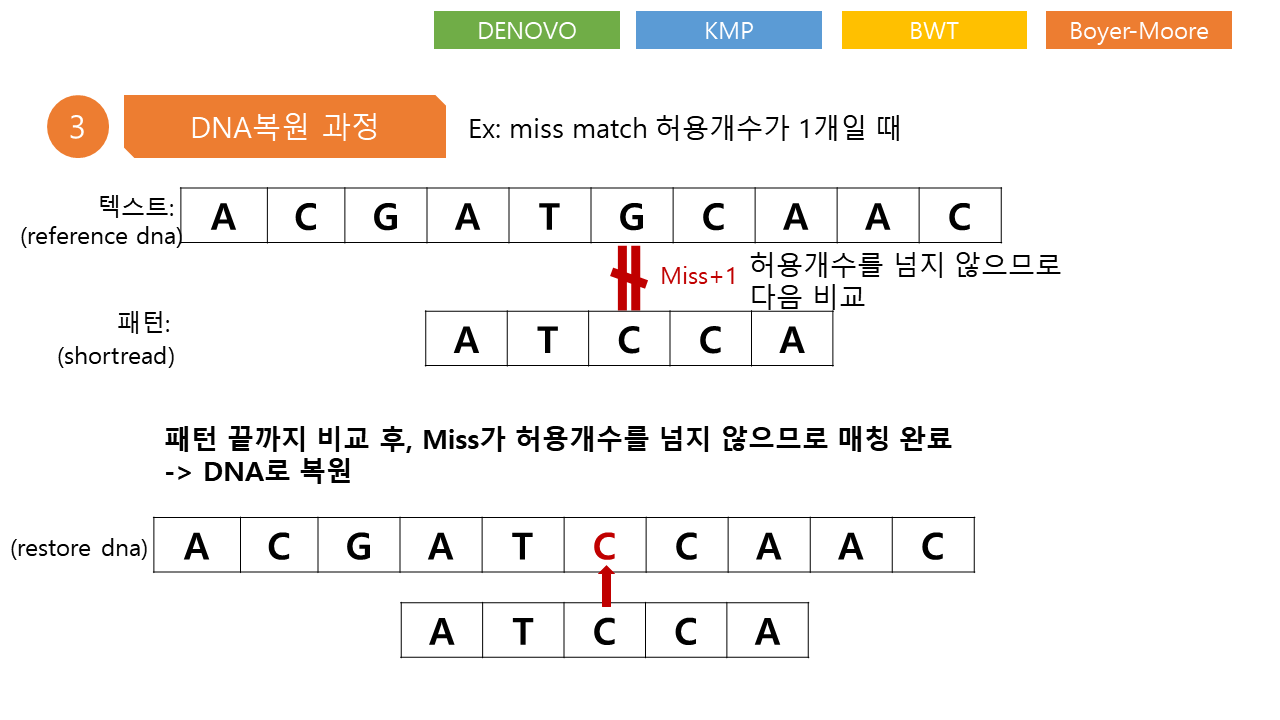 DENOVO KMP BWT Boyer-Moore
3 DNA복원 과정 Ex: miss match 허용개수가 1개일 때
텍스트:
(reference dna)
A C G A T G C A A C
Miss+1
허용개수를 넘지 않으므로
다음 비교
패턴:
(shortread)
A T C C A
패턴 끝까지 비교 후, Miss가 허용개수를 넘지 않으므로 매칭 완료
-> DNA로 복원
(restore dna) A C G A T C C A A C
A T C C A